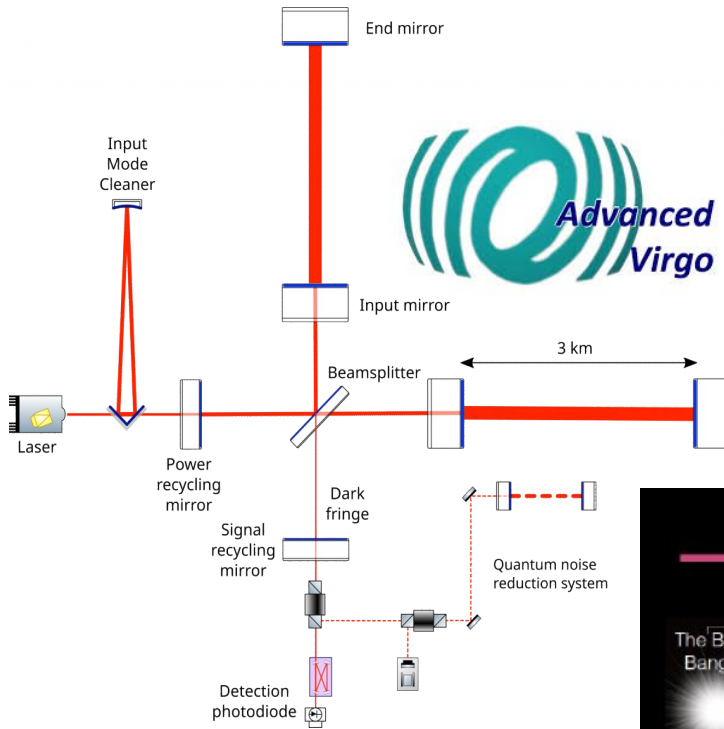 End mirror
Input
Mode
Cleaner
Advanced
Virgo
Input mirror
3 km
Beamsplitter
Laser
Power
recycling
mirror
Dark
fringe
Signal
recycling
mirror
Quantum noise
reduction system
The B
Bang
Detection
photodiode